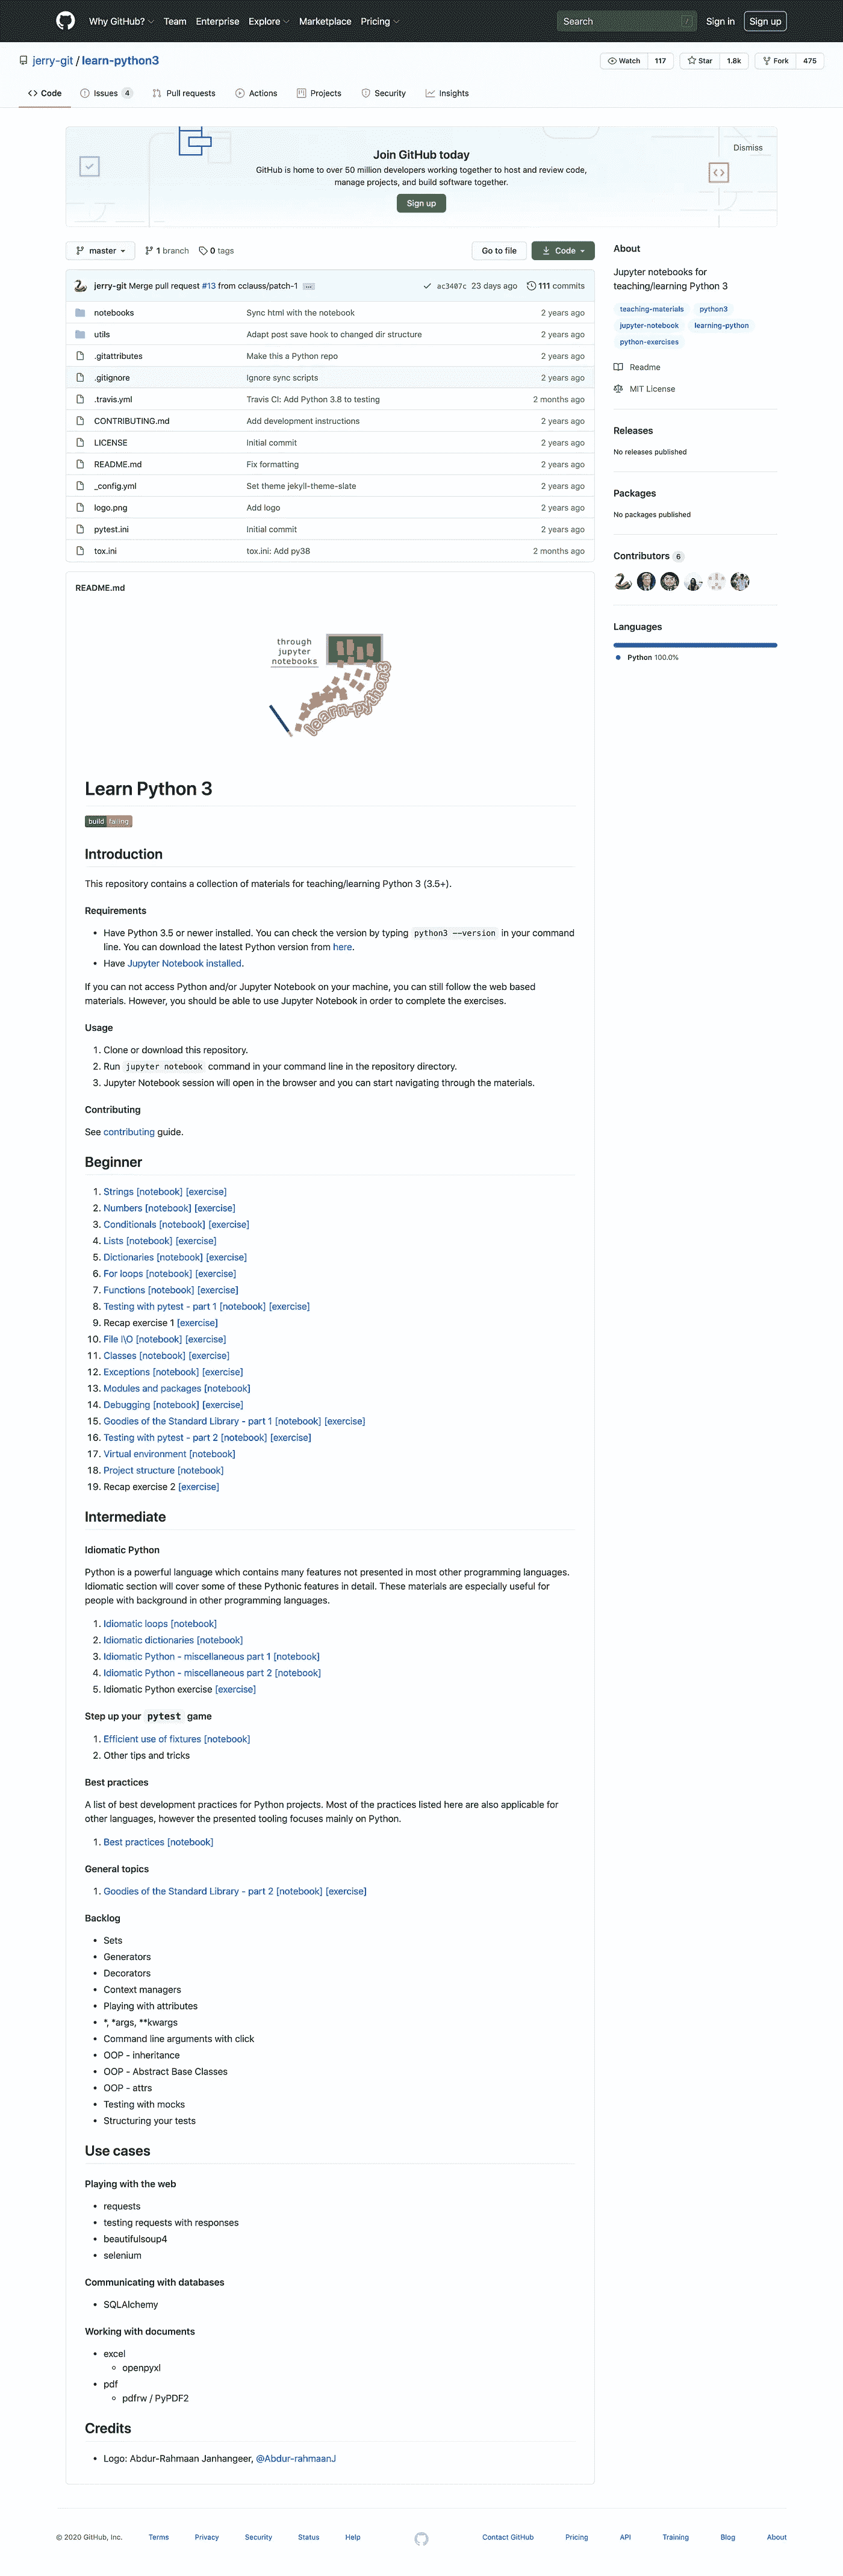 Why GitHub? Team Enterprise Explore Marketplace Pricing Search / Sign in Sign up
jerry-git / learn-python3 Watch 117 Star 1.8k Fork 475
Code Issues 4 Pull requests Actions Projects Security Insights
Join GitHub today
Dismiss
GitHub is home to over 50 million developers working together to host and review code,
manage projects, and build software together.
Sign up
master 1 branch 0 tags Go to file Code
jerry-git Merge pull request #13 from cclauss/patch-1 ... ac3407c 23 days ago 111 commits
notebooks Sync html with the notebook 2 years ago
utils Adapt post save hook to changed dir structure 2 years ago
.gitattributes Make this a Python repo 2 years ago
.gitignore Ignore sync scripts 2 years ago
.travis.yml Travis CI: Add Python 3.8 to testing 2 months ago
CONTRIBUTING.md Add development instructions 2 years ago
LICENSE Initial commit 2 years ago
README.md Fix formatting 2 years ago
_config.yml Set theme jekyll-theme-slate 2 years ago
logo.png Add logo 2 years ago
pytest.ini Initial commit 2 years ago
tox.ini tox.ini: Add py38 2 months ago
About
Jupyter notebooks for
teaching/learning Python 3
teaching-materials python3
jupyter-notebook learning-python
python-exercises
Readme
MIT License
Releases
No releases published
Packages
No packages published
Contributors 6
Languages
Python 100.0%
README.md
through
jupyter
notebooks
learn-python3
Learn Python 3
build failing
Introduction
This repository contains a collection of materials for teaching/learning Python 3 (3.5+).
Requirements
• Have Python 3.5 or newer installed. You can check the version by typing python3 --version in your command
line. You can download the latest Python version from here.
• Have Jupyter Notebook installed.
If you can not access Python and/or Jupyter Notebook on your machine, you can still follow the web based
materials. However, you should be able to use Jupyter Notebook in order to complete the exercises.
Usage
1. Clone or download this repository.
2. Run jupyter notebook command in your command line in the repository directory.
3. Jupyter Notebook session will open in the browser and you can start navigating through the materials.
Contributing
See contributing guide.
Beginner
1. Strings [notebook] [exercise]
2. Numbers [notebook] [exercise]
3. Conditionals [notebook] [exercise]
4. Lists [notebook] [exercise]
5. Dictionaries [notebook] [exercise]
6. For loops [notebook] [exercise]
7. Functions [notebook] [exercise]
8. Testing with pytest - part 1 [notebook] [exercise]
9. Recap exercise 1 [exercise]
10. File I\O [notebook] [exercise]
11. Classes [notebook] [exercise]
12. Exceptions [notebook] [exercise]
13. Modules and packages [notebook]
14. Debugging [notebook] [exercise]
15. Goodies of the Standard Library - part 1 [notebook] [exercise]
16. Testing with pytest - part 2 [notebook] [exercise]
17. Virtual environment [notebook]
18. Project structure [notebook]
19. Recap exercise 2 [exercise]
Intermediate
Idiomatic Python
Python is a powerful language which contains many features not presented in most other programming languages.
Idiomatic section will cover some of these Pythonic features in detail. These materials are especially useful for
people with background in other programming languages.
1. Idiomatic loops [notebook]
2. Idiomatic dictionaries [notebook]
3. Idiomatic Python - miscellaneous part 1 [notebook]
4. Idiomatic Python - miscellaneous part 2 [notebook]
5. Idiomatic Python exercise [exercise]
Step up your pytest game
1. Efficient use of fixtures [notebook]
2. Other tips and tricks
Best practices
A list of best development practices for Python projects. Most of the practices listed here are also applicable for
other languages, however the presented tooling focuses mainly on Python.
1. Best practices [notebook]
General topics
1. Goodies of the Standard Library - part 2 [notebook] [exercise]
Backlog
• Sets
• Generators
• Decorators
• Context managers
• Playing with attributes
• *, *args, **kwargs
• Command line arguments with click
• OOP - inheritance
• OOP - Abstract Base Classes
• OOP - attrs
• Testing with mocks
• Structuring your tests
Use cases
Playing with the web
• requests
• testing requests with responses
• beautifulsoup4
• selenium
Communicating with databases
• SQLAlchemy
Working with documents
• excel
◦ openpyxl
• pdf
◦ pdfrw / PyPDF2
Credits
• Logo: Abdur-Rahmaan Janhangeer, @Abdur-rahmaanJ
© 2020 GitHub, Inc. Terms Privacy Security Status Help Contact GitHub Pricing API Training Blog About